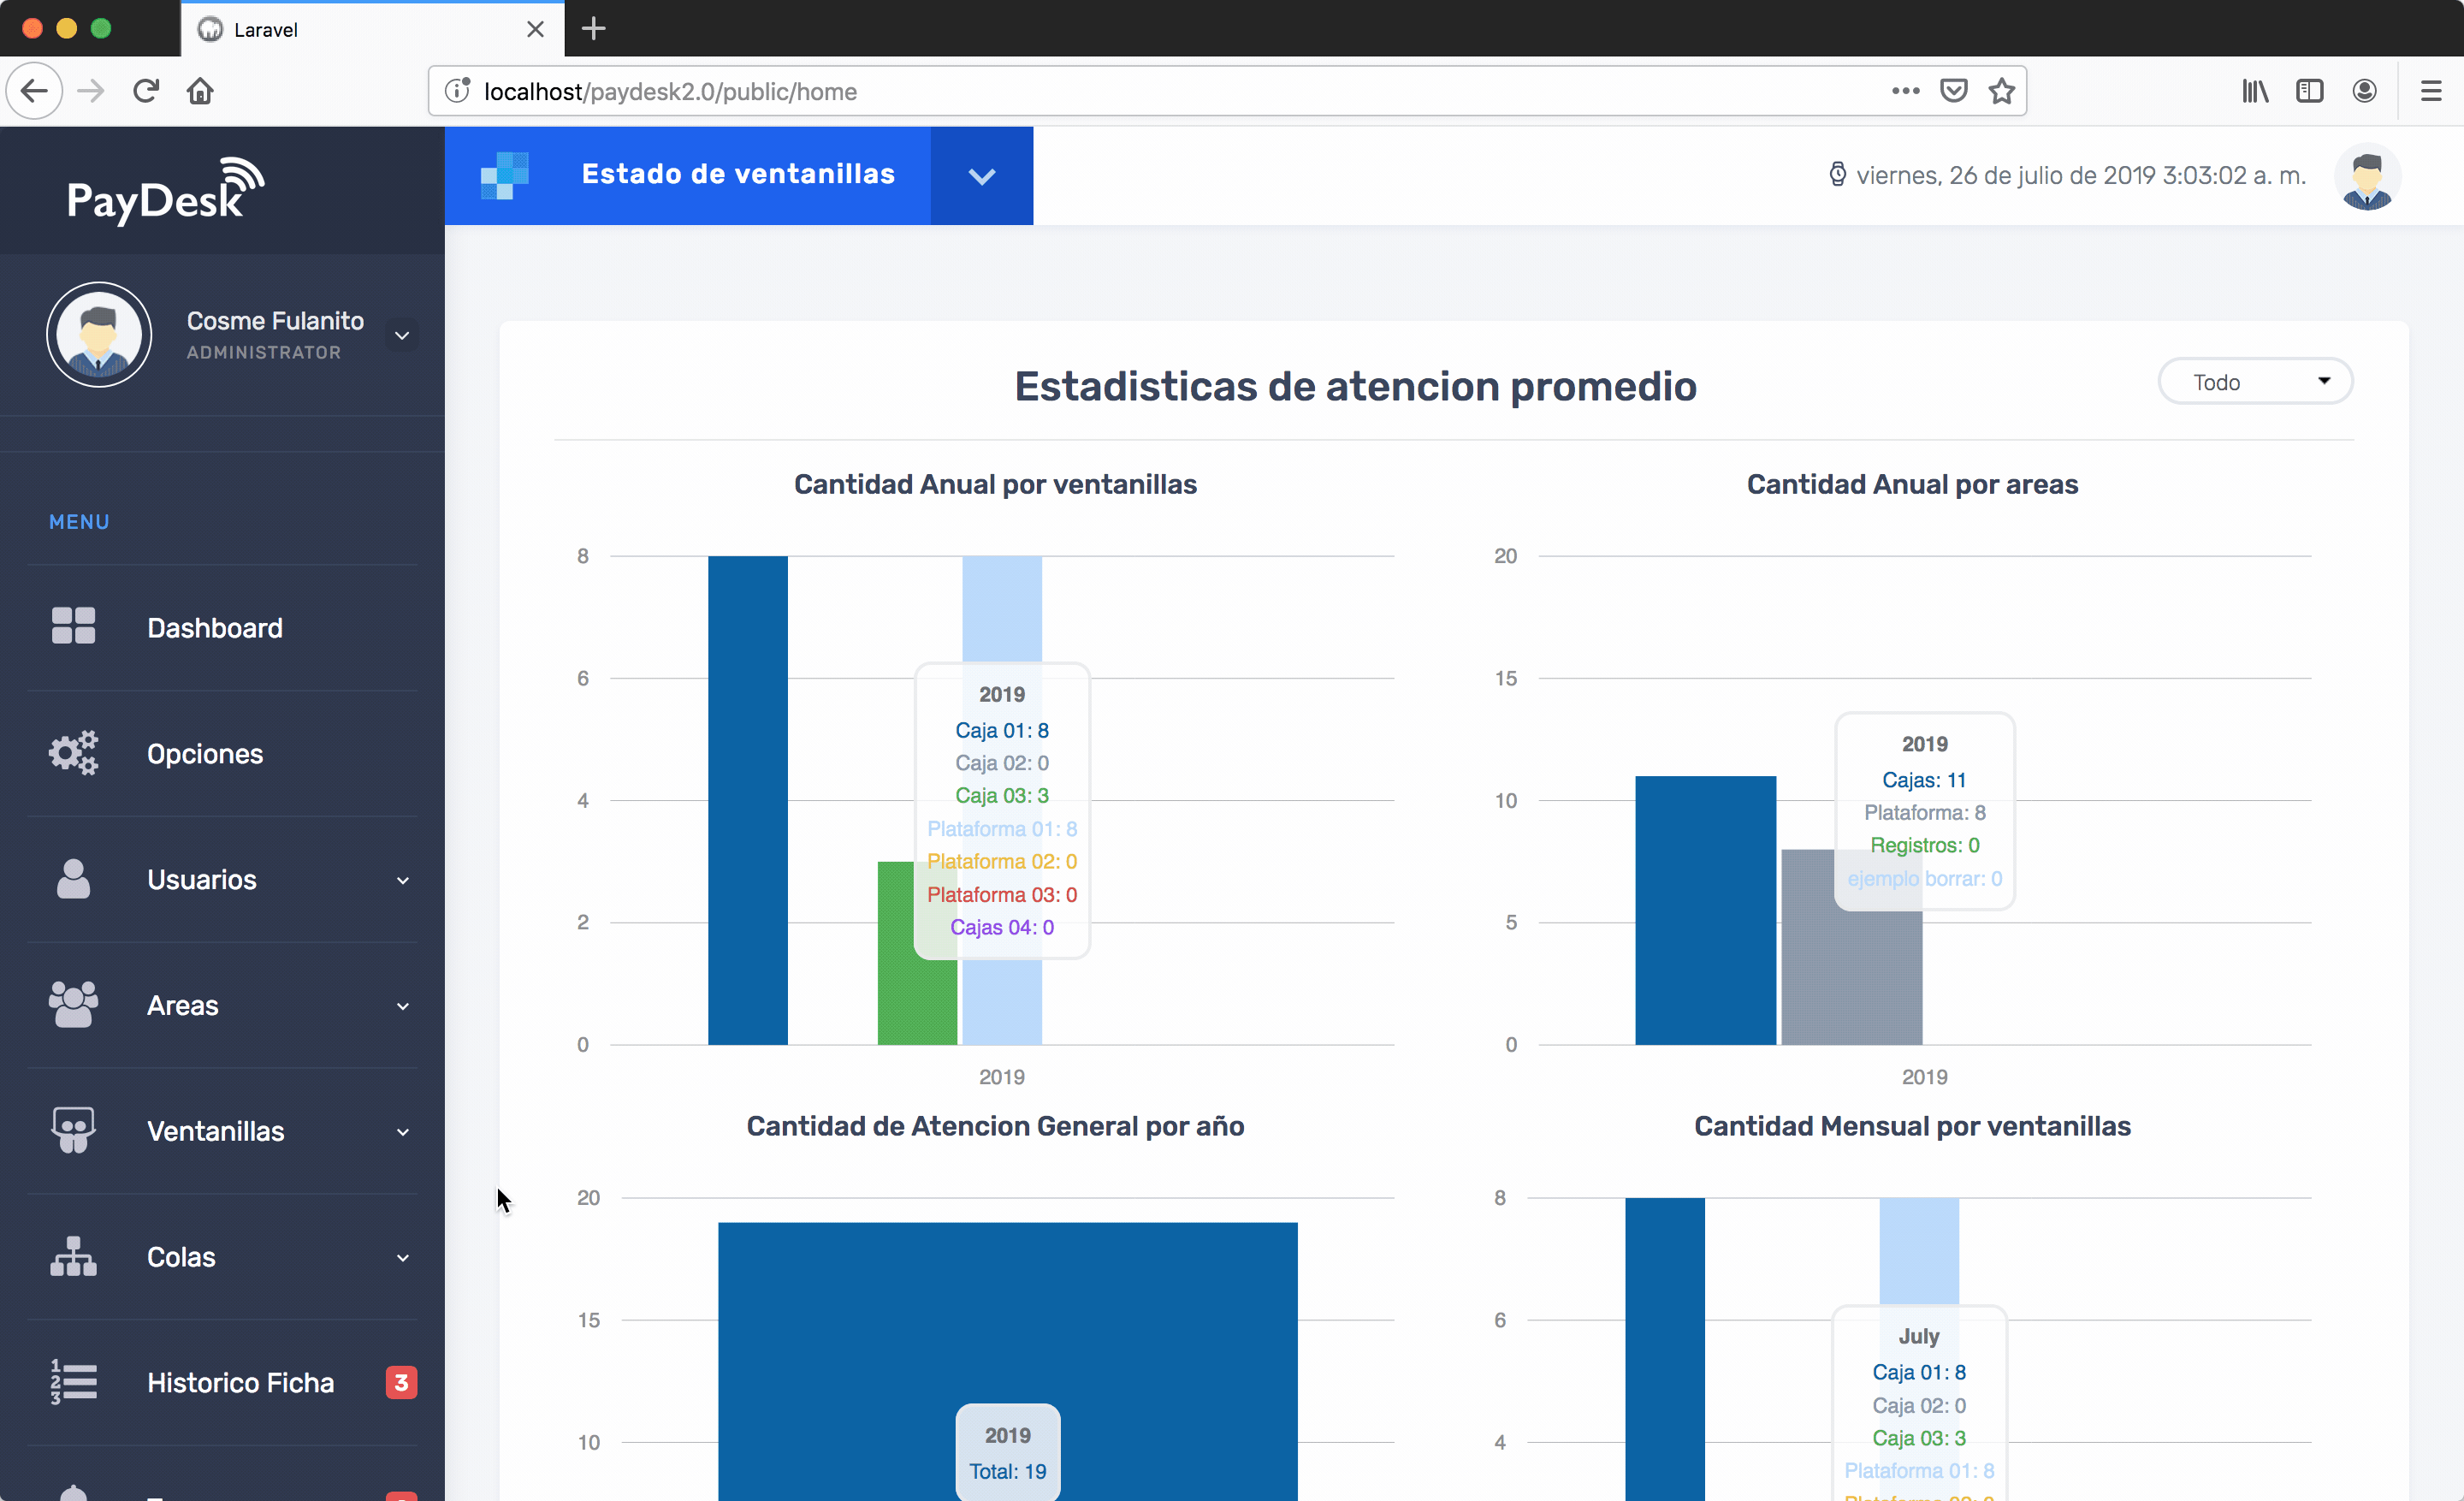 Laravel
localhost/paydesk2.0/public/home
PayDesk
Estado de ventanillas
viernes, 26 de julio de 2019 3:03:02 a. m.
Cosme Fulanito
ADMINISTRATOR
MENU
Dashboard
Opciones
Usuarios
Areas
Ventanillas
Colas
Historico Ficha
3
Estadisticas de atencion promedio
Todo
Cantidad Anual por ventanillas
8
6
4
2
0
2019
Caja 01: 8
Caja 02: 0
Caja 03: 3
Plataforma 01: 8
Plataforma 02: 0
Plataforma 03: 0
Cajas 04: 0
2019
Cantidad Anual por areas
20
15
10
5
0
2019
Cajas: 11
Plataforma: 8
Registros: 0
ejemplo borrar: 0
2019
Cantidad de Atencion General por año
20
15
10
2019
Total: 19
Cantidad Mensual por ventanillas
8
6
4
July
Caja 01: 8
Caja 02: 0
Caja 03: 3
Plataforma 01: 8